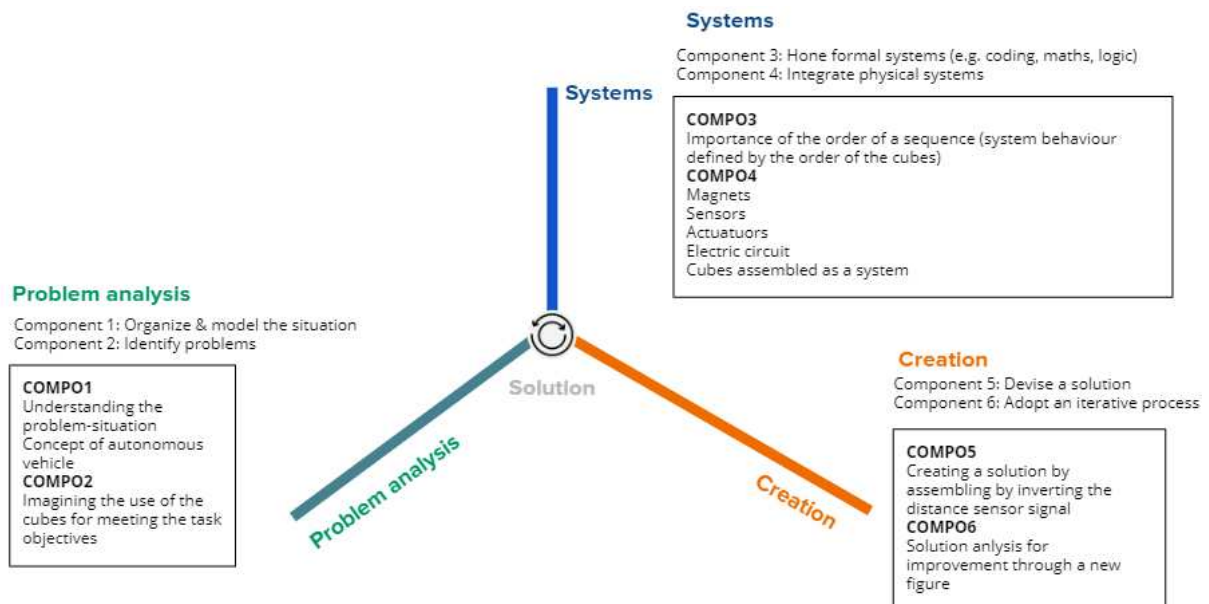 Systems
Component 3: Hone formal systems (e.g. coding, maths, logic)
Component 4: Integrate physical systems
Systems
COMPO3
Importance of the order of a sequence (system behaviour
defined by the order of the cubes)
COMPO4
Magnets
Sensors
Actuatuors
Electric circuit
Cubes assembled as a system
Problem analysis
Component 1: Organize & model the situation
Component 2: Identify problems
COMPO1
Understanding the
problem-situation
Concept of autonomous
vehicle
COMPO2
Imagining the use of the
cubes for meeting the task
objectives
Solution
Problem analysis
Creation
Creation
Component 5: Devise a solution
Component 6: Adopt an iterative process
COMPO5
Creating a solution by
assembling by inverting the
distance sensor signal
COMPO6
Solution anlysis for
improvement through a new
figure